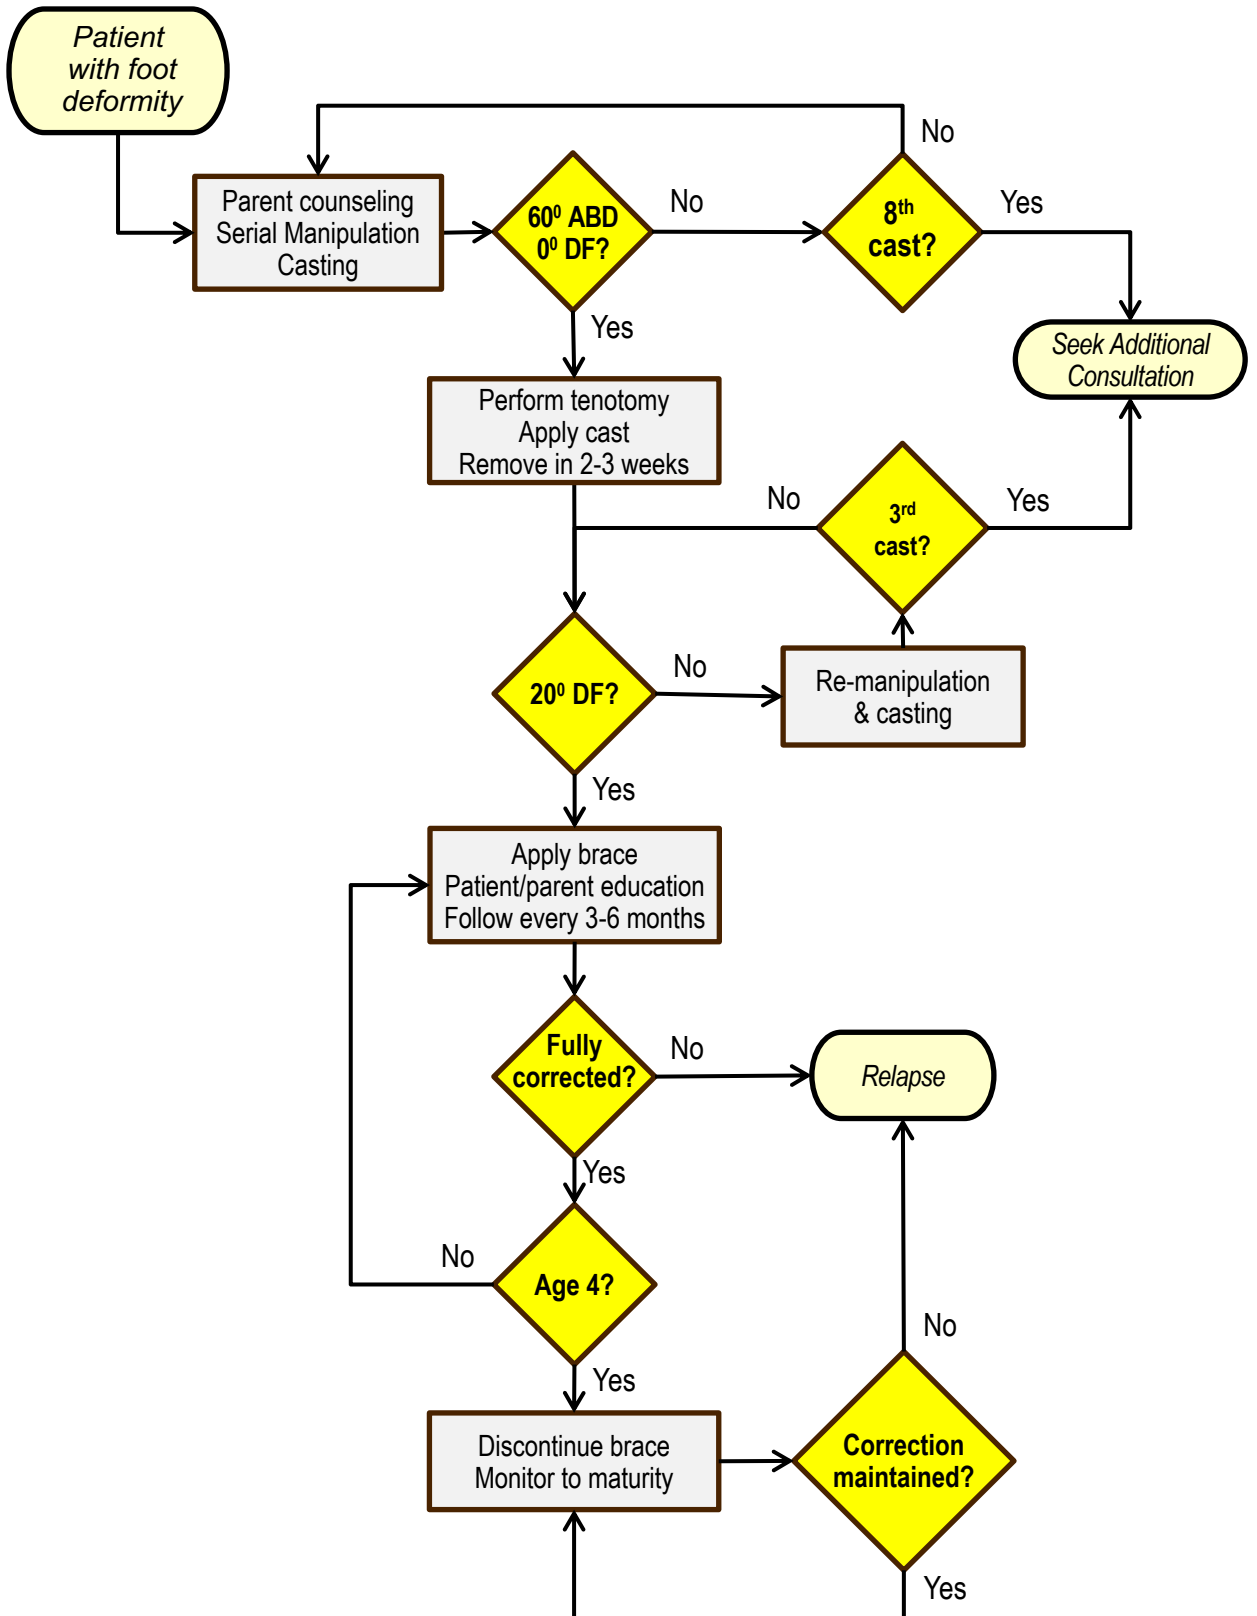 Patient
with foot
deformity
No
Parent counseling
Serial Manipulation
Casting
60⁰ ABD
0⁰ DF?
No
8ᵗʰ
cast?
Yes
Yes
Seek Additional
Consultation
Perform tenotomy
Apply cast
Remove in 2-3 weeks
No
3ʳᵈ
cast?
Yes
20⁰ DF?
No
Re-manipulation
& casting
Yes
Apply brace
Patient/parent education
Follow every 3-6 months
Fully
corrected?
No
Relapse
Yes
No
Age 4?
No
Yes
Discontinue brace
Monitor to maturity
Correction
maintained?
Yes